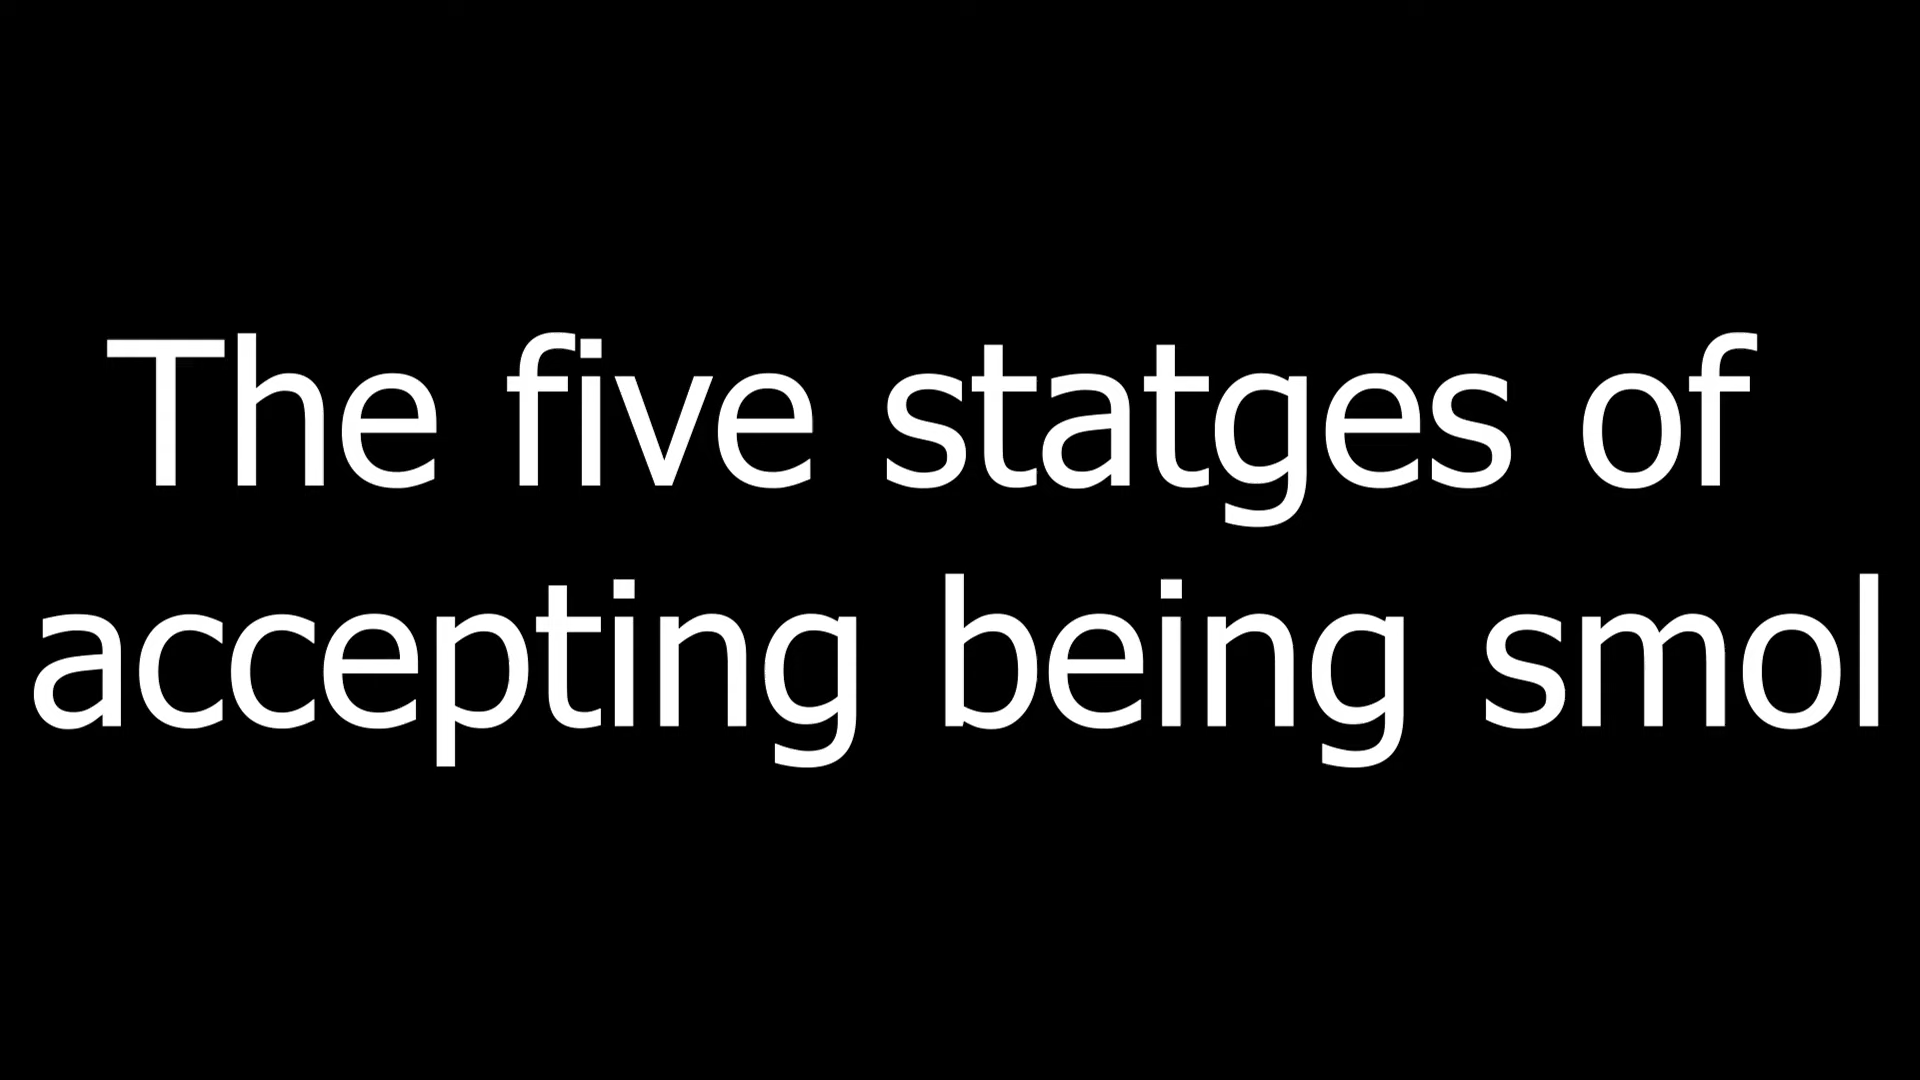 The five statges of
accepting being smol